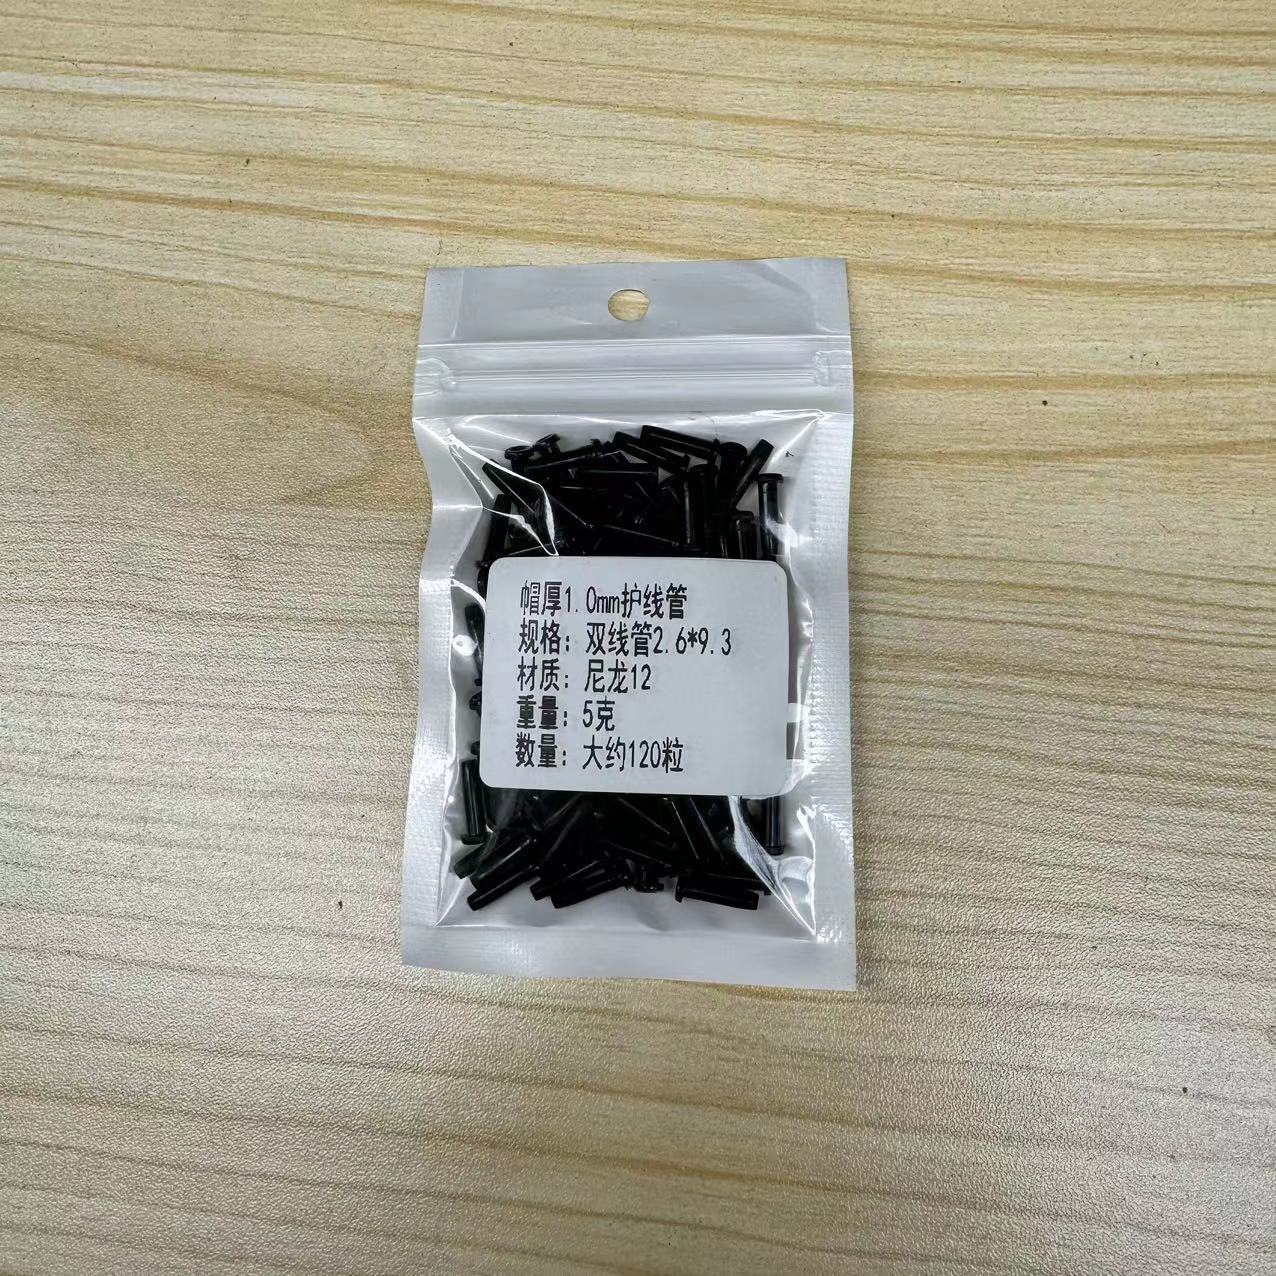 帽厚1.0mm护线管
规格：双线管2.6*9.3
材质：尼龙12
重量：5克
数量：大约120粒